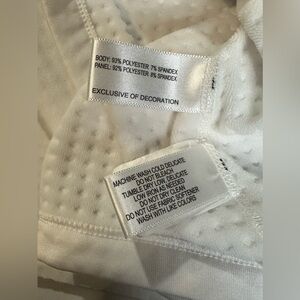 BODY: 93% POLYESTER 7% SPANDEX
PANEL: 92% POLYESTER 8% SPANDEX
EXCLUSIVE OF DECORATION
MACHINE WASH COLD DELICATE
DO NOT BLEACH
TUMBLE DRY LOW, DELICATE
LOW IRON AS NEEDED
DO NOT DRY CLEAN
DO NOT USE FABRIC SOFTENER
WASH WITH LIKE COLORS